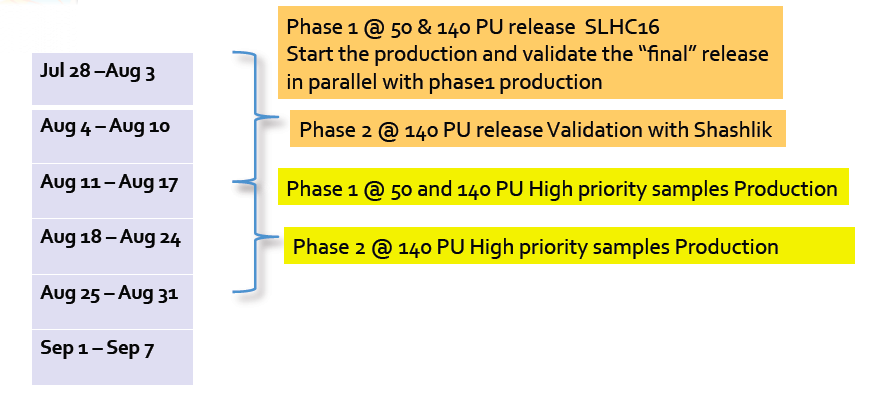 Phase 1 @ 50 & 140 PU release  SLHC16
Start the production and validate the “final” release
in parallel with phase1 production
Jul 28 –Aug 3
Aug 4 – Aug 10
Phase 2 @ 140 PU release Validation with Shashlik
Aug 11 – Aug 17
Phase 1 @ 50 and 140 PU High priority samples Production
Aug 18 – Aug 24
Phase 2 @ 140 PU High priority samples Production
Aug 25 – Aug 31
Sep 1 – Sep 7